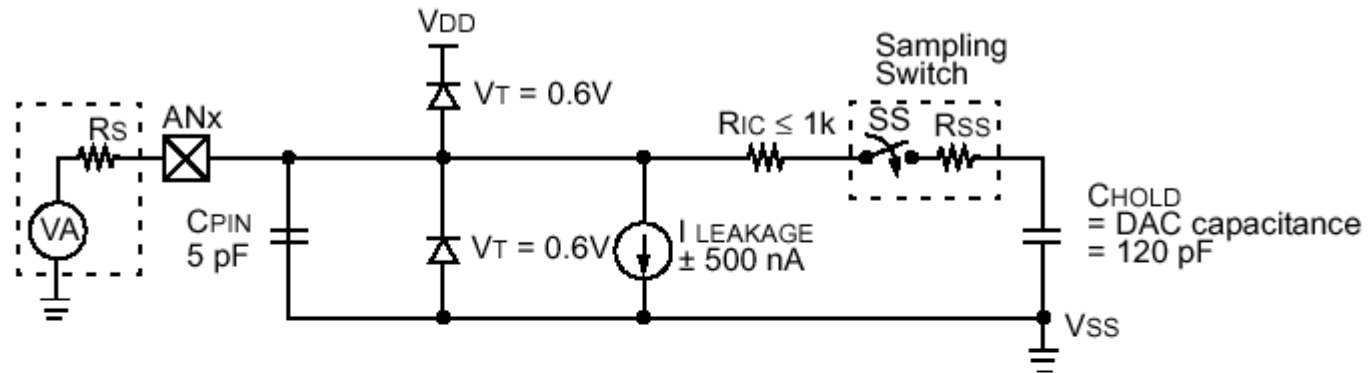 VDD
Sampling
Switch
VT = 0.6V
ANx
RS
RIC ≤ 1k
SS
RSS
VA
CPIN
5 pF
VT = 0.6V
I LEAKAGE
± 500 nA
CHOLD
= DAC capacitance
= 120 pF
VSS